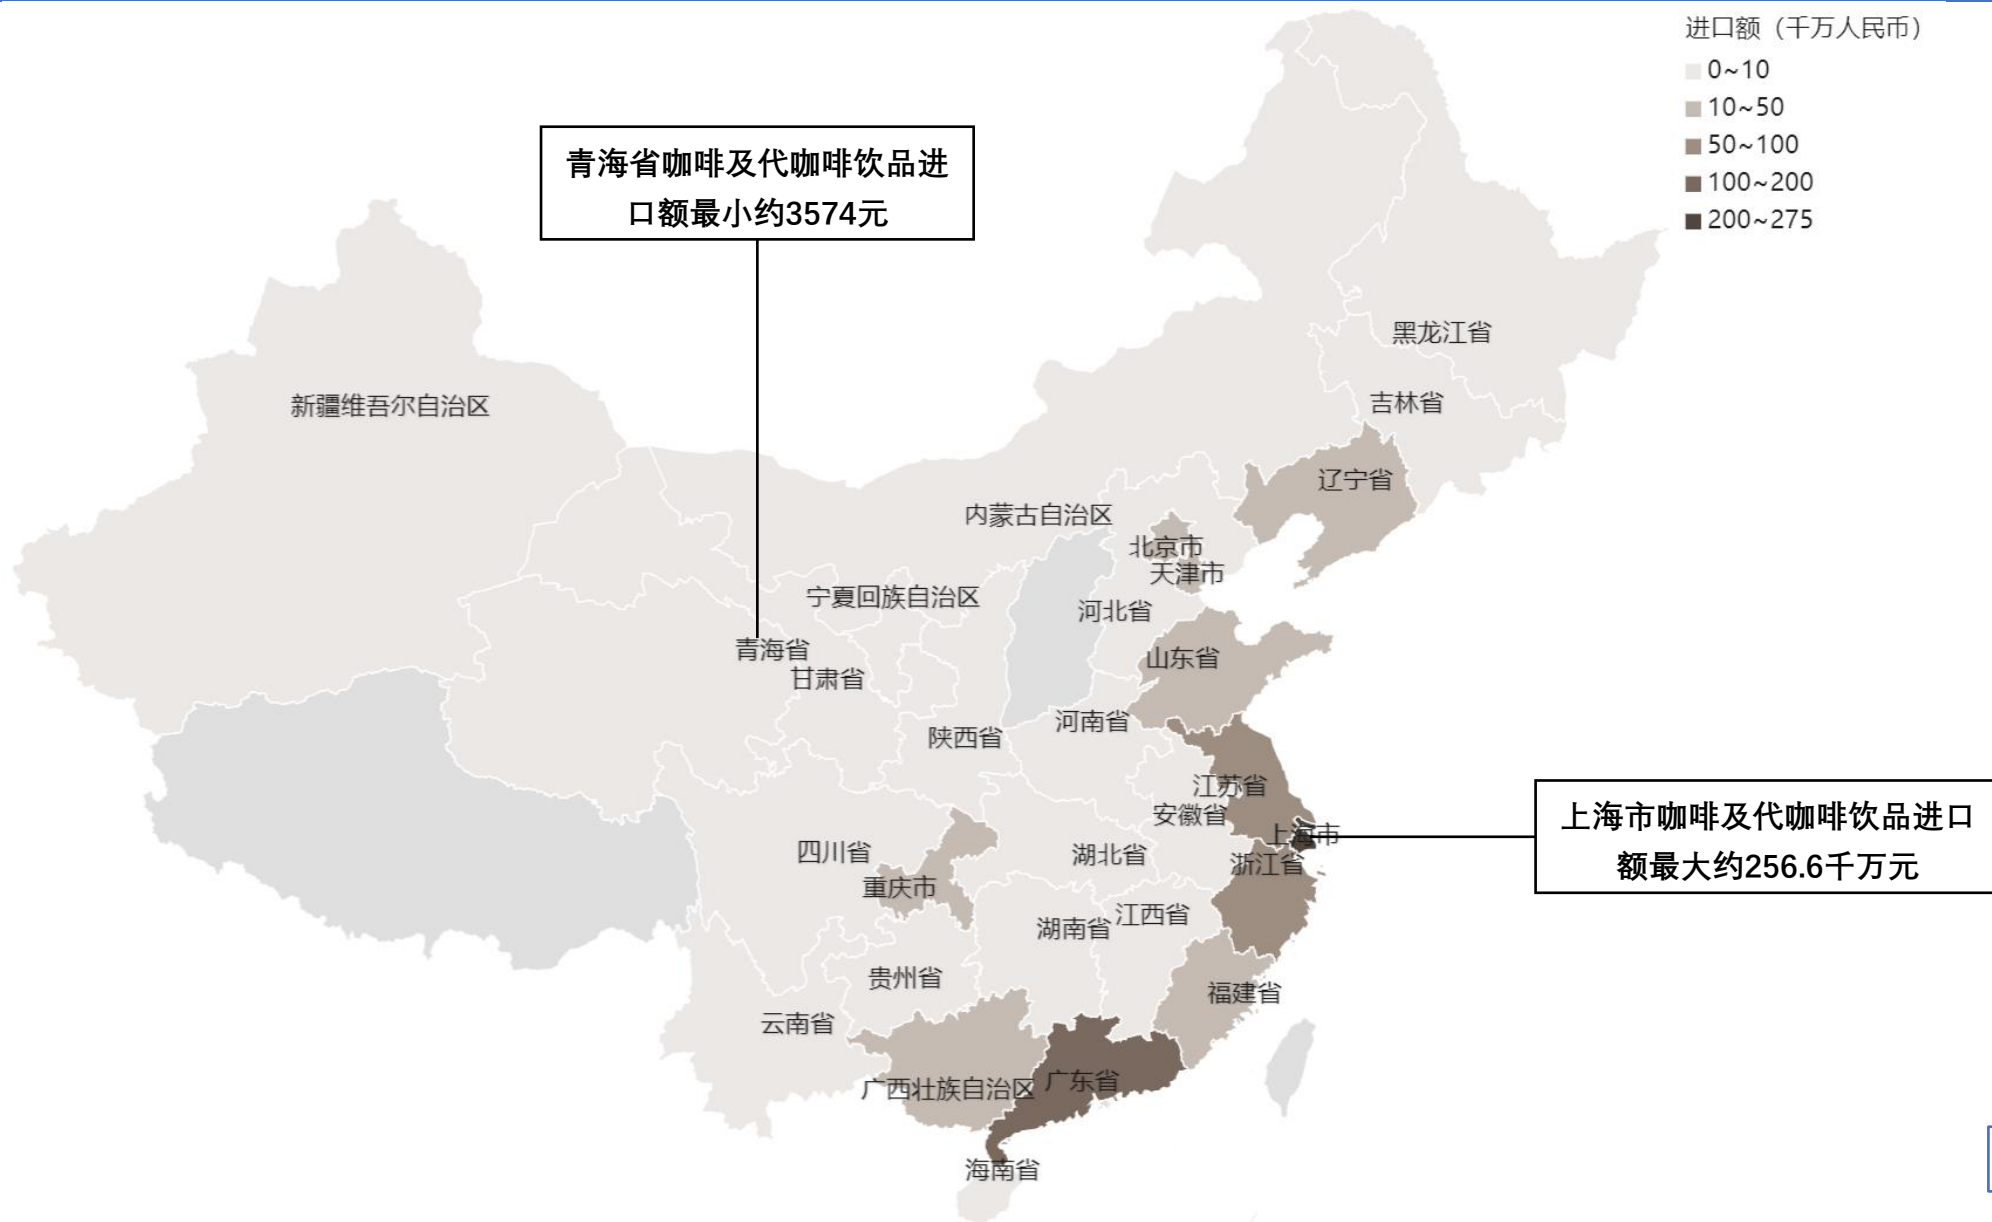 进口额（千万人民币）
0~10
10~50
50~100
100~200
200~275
青海省咖啡及代咖啡饮品进
口额最小约3574元
黑龙江省
吉林省
新疆维吾尔自治区
辽宁省
内蒙古自治区
北京市
天津市
宁夏回族自治区
河北省
青海省
山东省
甘肃省
河南省
陕西省
江苏省
安徽省
上海市
上海市咖啡及代咖啡饮品进口
额最大约256.6千万元
四川省
湖北省
浙江省
重庆市
江西省
湖南省
贵州省
福建省
云南省
广东省
广西壮族自治区
海南省